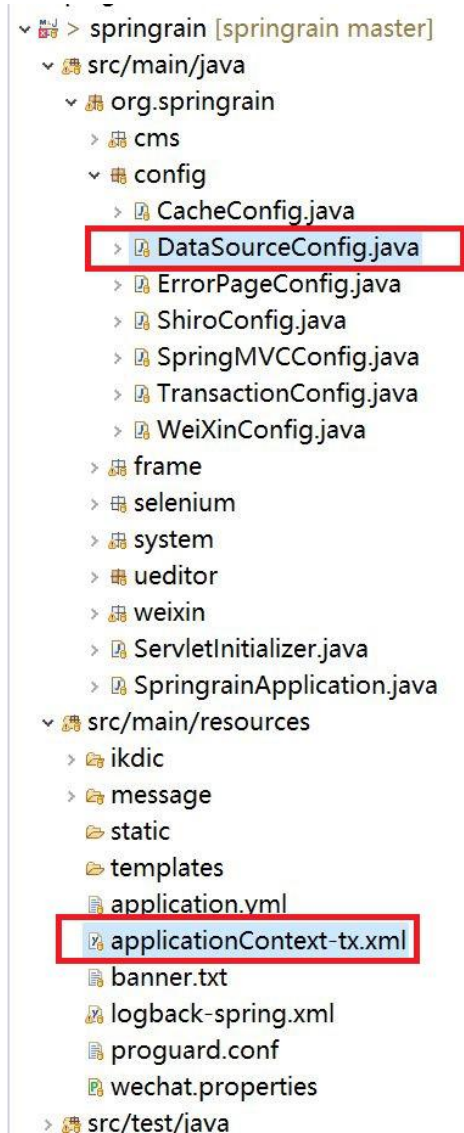 > springrain [springrain master]
src/main/java
org.springrain
cms
config
CacheConfig.java
DataSourceConfig.java
ErrorPageConfig.java
ShiroConfig.java
SpringMVCConfig.java
TransactionConfig.java
WeiXinConfig.java
frame
selenium
system
ueditor
weixin
ServletInitializer.java
SpringrainApplication.java
src/main/resources
ikdic
message
static
templates
application.yml
applicationContext-tx.xml
banner.txt
logback-spring.xml
proguard.conf
wechat.properties
src/test/java